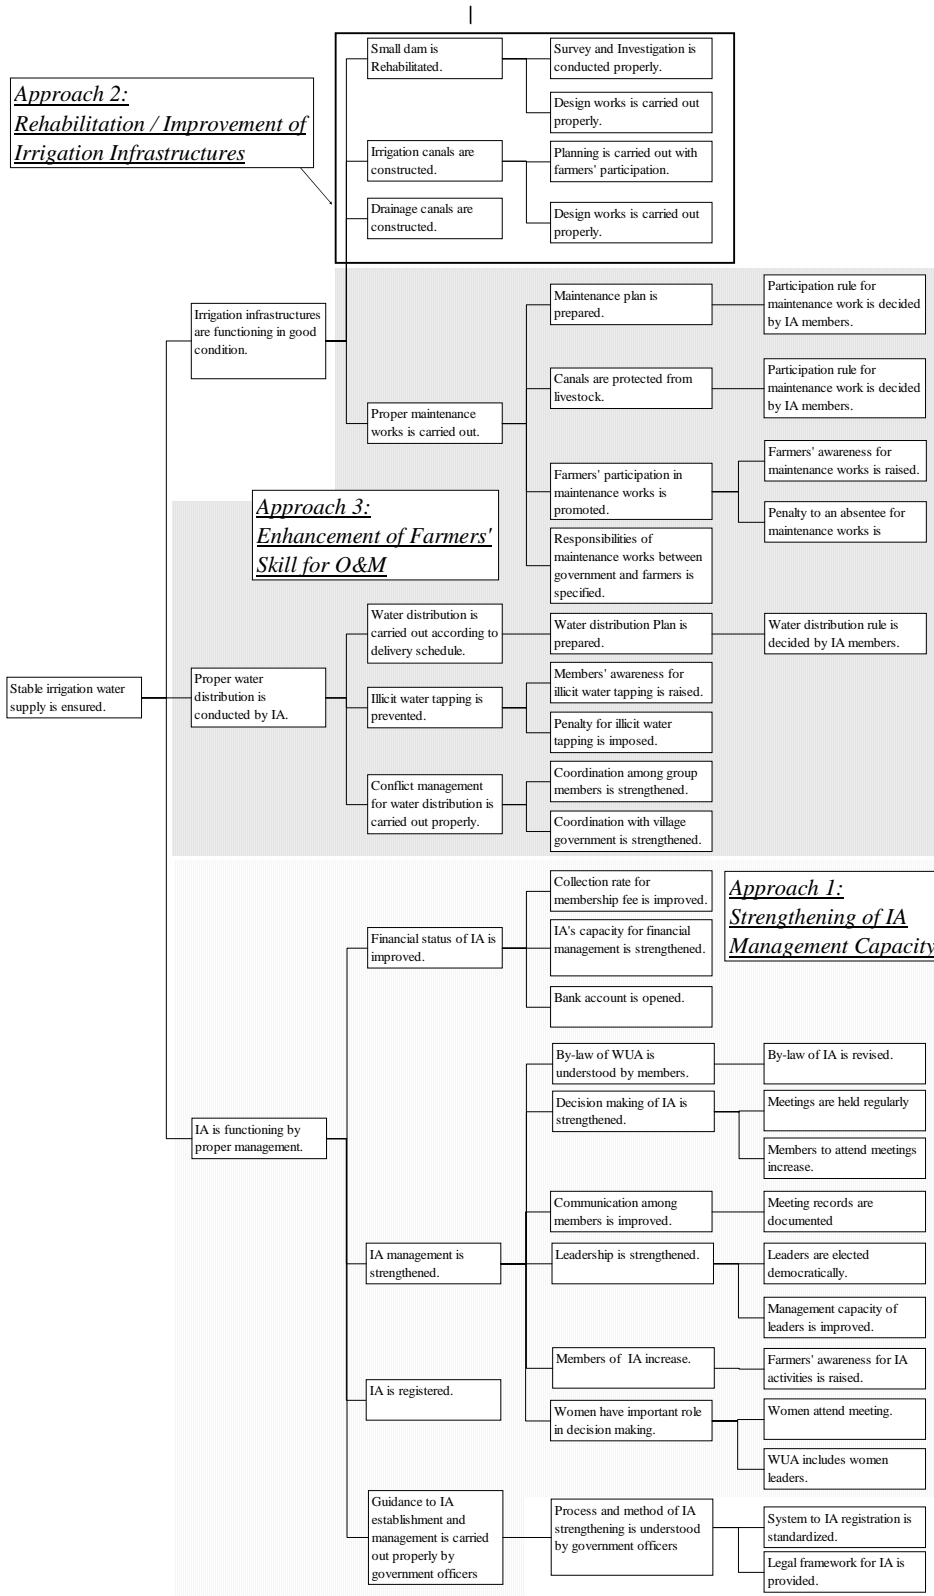 Small dam is
Rehabilitated.
Survey and Investigation is
conducted properly.
Approach 2:
Rehabilitation / Improvement of
Irrigation Infrastructures
Design works is carried out
properly.
Irrigation canals are
constructed.
Planning is carried out with
farmers' participation.
Drainage canals are
constructed.
Design works is carried out
properly.
Irrigation infrastructures
are functioning in good
condition.
Maintenance plan is
prepared.
Participation rule for
maintenance work is decided
by IA members.
Canals are protected from
livestock.
Participation rule for
maintenance work is decided
by IA members.
Proper maintenance
works is carried out.
Farmers' participation in
maintenance works is
promoted.
Farmers' awareness for
maintenance works is raised.
Penalty to an absentee for
maintenance works is
Approach 3:
Enhancement of Farmers'
Skill for O&M
Responsibilities of
maintenance works between
government and farmers is
specified.
Water distribution is
carried out according to
delivery schedule.
Water distribution Plan is
prepared.
Water distribution rule is
decided by IA members.
Stable irrigation water
supply is ensured.
Proper water
distribution is
conducted by IA.
Illicit water tapping is
prevented.
Members' awareness for
illicit water tapping is raised.
Penalty for illicit water
tapping is imposed.
Conflict management
for water distribution is
carried out properly.
Coordination among group
members is strengthened.
Coordination with village
government is strengthened.
Collection rate for
membership fee is improved.
Approach 1:
Strengthening of IA
Management Capacity
Financial status of IA is
improved.
IA's capacity for financial
management is strengthened.
Bank account is opened.
By-law of WUA is
understood by members.
By-law of IA is revised.
Decision making of IA is
strengthened.
Meetings are held regularly
Members to attend meetings
increase.
IA is functioning by
proper management.
Communication among
members is improved.
Meeting records are
documented
IA management is
strengthened.
Leadership is strengthened.
Leaders are elected
democratically.
Management capacity of
leaders is improved.
Members of  IA increase.
Farmers' awareness for IA
activities is raised.
IA is registered.
Women have important role
in decision making.
Women attend meeting.
WUA includes women
leaders.
Guidance to IA
establishment and
management is carried
out properly by
government officers
Process and method of IA
strengthening is understood
by government officers
System to IA registration is
standardized.
Legal framework for IA is
provided.